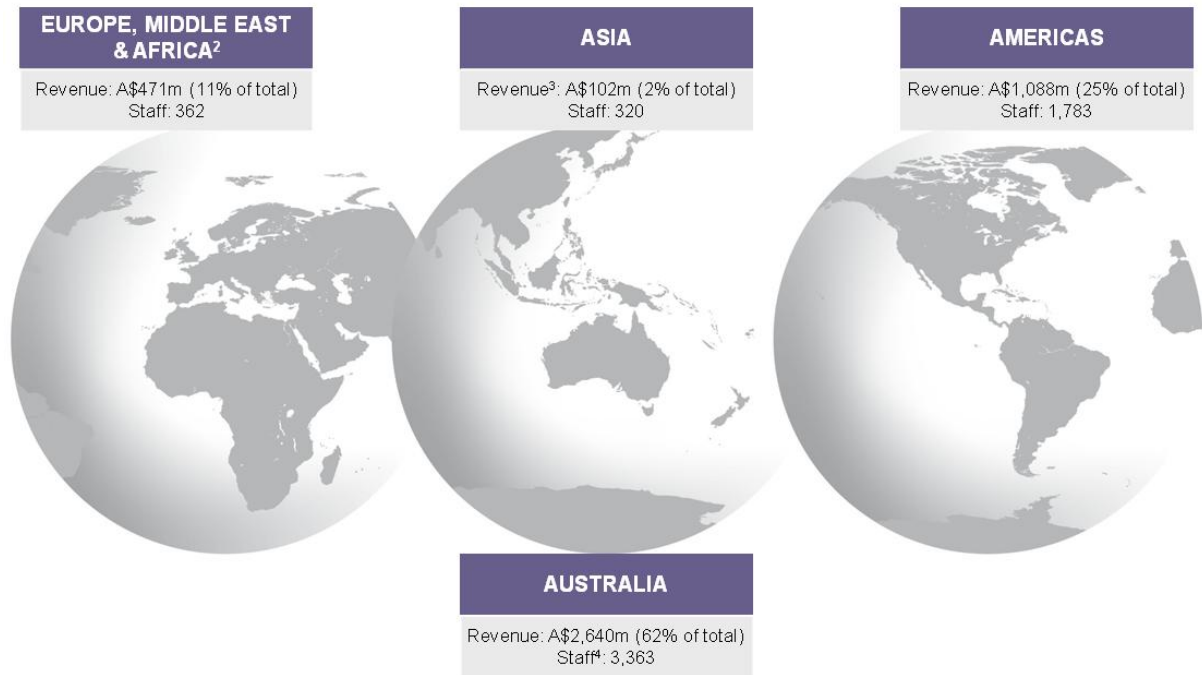 EUROPE, MIDDLE EAST
& AFRICA²
Revenue: A$471m (11% of total)
Staff: 362
ASIA
Revenue³: A$102m (2% of total)
Staff: 320
AMERICAS
Revenue: A$1,088m (25% of total)
Staff: 1,783
AUSTRALIA
Revenue: A$2,640m (62% of total)
Staff⁴: 3,363